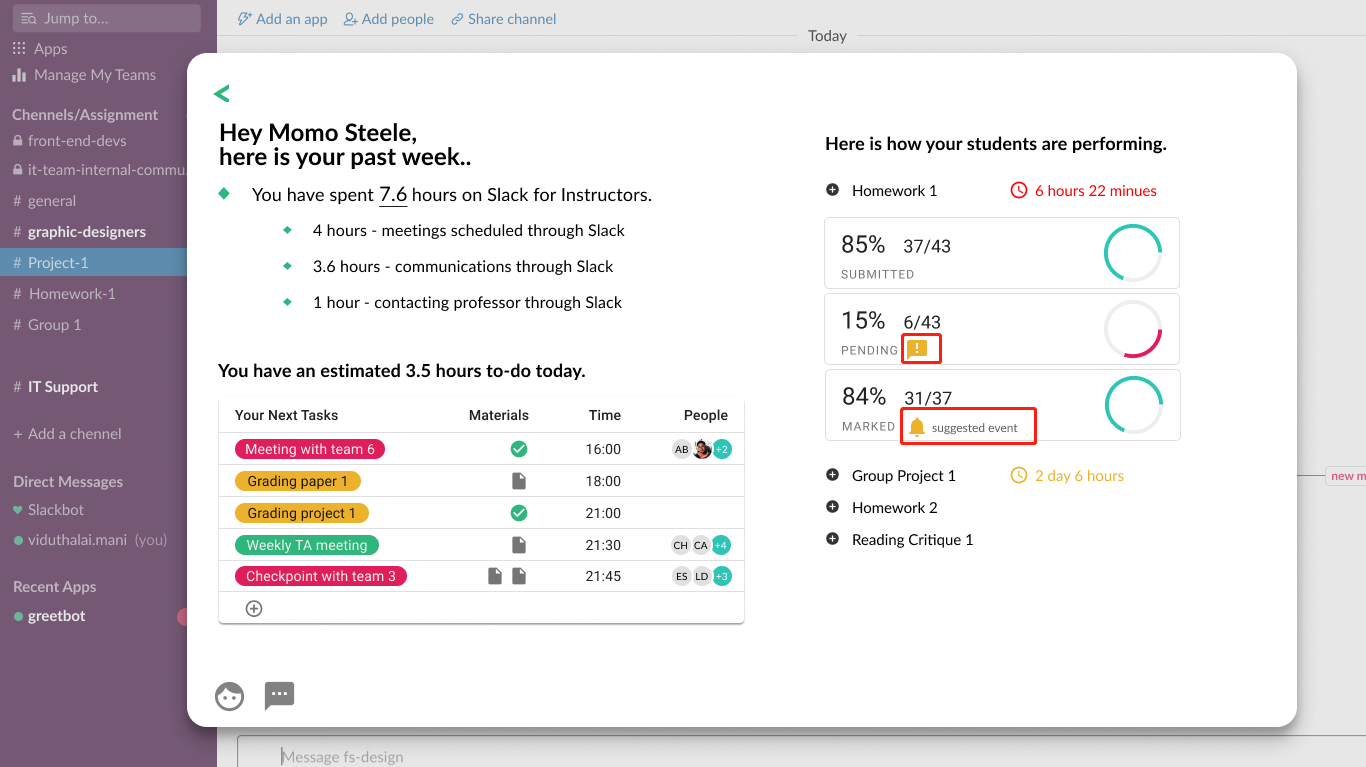 Jump to...
Apps
Manage My Teams
Chennels/Assignment
front-end-devs
it-team-internal-commu.
# general
# graphic-designers
# Project-1
# Homework-1
# Group 1
# IT Support
+ Add a chennel
Direct Messages
Slackbot
viduthalai.mani (you)
Recent Apps
greetbot
Add an app Add people Share channel
Today
<
Hey Momo Steele,
here is your past week..
You have spent 7.6 hours on Slack for Instructors.
4 hours - meetings scheduled through Slack
3.6 hours - communications through Slack
1 hour - contacting professor through Slack
You have an estimated 3.5 hours to-do today.
Your Next Tasks Materials Time People
Meeting with team 6 16:00 AB +2
Grading paper 1 18:00
Grading project 1 21:00
Weekly TA meeting 21:30 CH CA +4
Checkpoint with team 3 21:45 ES LD +3
Here is how your students are performing.
Homework 1 6 hours 22 minues
85% 37/43
SUBMITTED
15% 6/43
PENDING !
84% 31/37
MARKED suggested event
Group Project 1 2 day 6 hours
Homework 2
Reading Critique 1
new m
Message fs-design